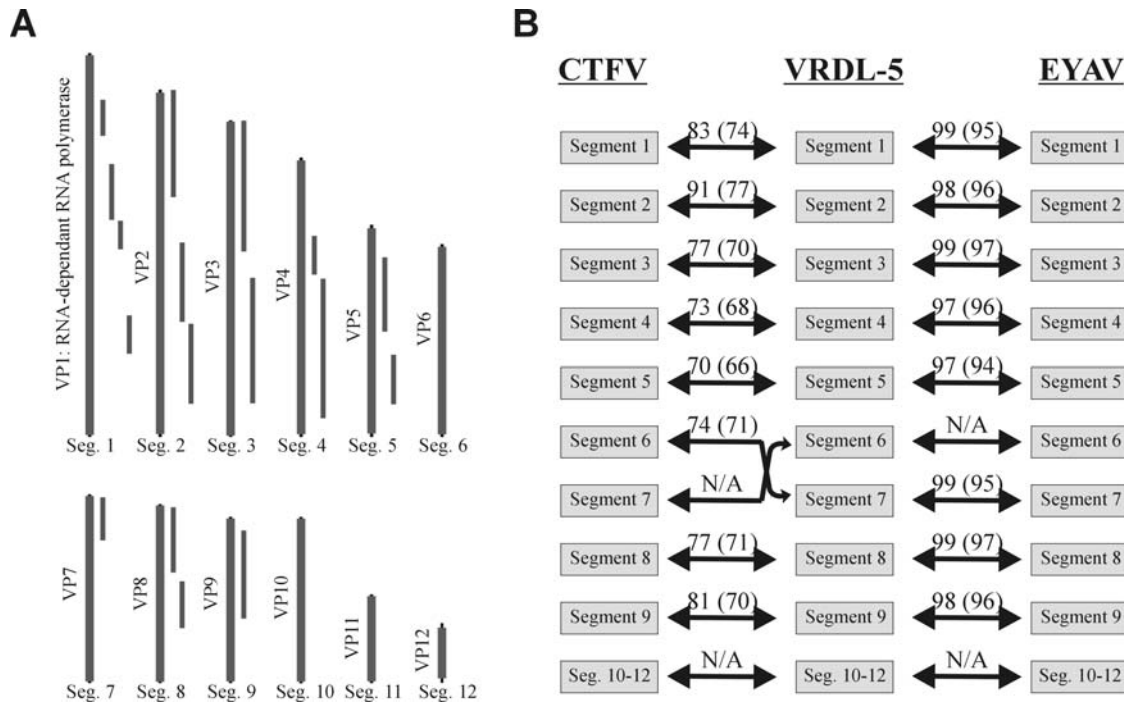 A
VP1: RNA-dependant RNA polymerase
VP2
VP3
VP4
VP5
VP6
Seg. 1 Seg. 2 Seg. 3 Seg. 4 Seg. 5 Seg. 6
VP7
VP8
VP9
VP10
VP11
VP12
Seg. 7 Seg. 8 Seg. 9 Seg. 10 Seg. 11 Seg. 12
B
CTFV VRDL-5 EYAV
83 (74) 99 (95)
Segment 1 Segment 1 Segment 1
91 (77) 98 (96)
Segment 2 Segment 2 Segment 2
77 (70) 99 (97)
Segment 3 Segment 3 Segment 3
73 (68) 97 (96)
Segment 4 Segment 4 Segment 4
70 (66) 97 (94)
Segment 5 Segment 5 Segment 5
74 (71) N/A
Segment 6 Segment 6 Segment 6
N/A 99 (95)
Segment 7 Segment 7 Segment 7
77 (71) 99 (97)
Segment 8 Segment 8 Segment 8
81 (70) 98 (96)
Segment 9 Segment 9 Segment 9
N/A N/A
Seg. 10-12 Seg. 10-12 Seg. 10-12